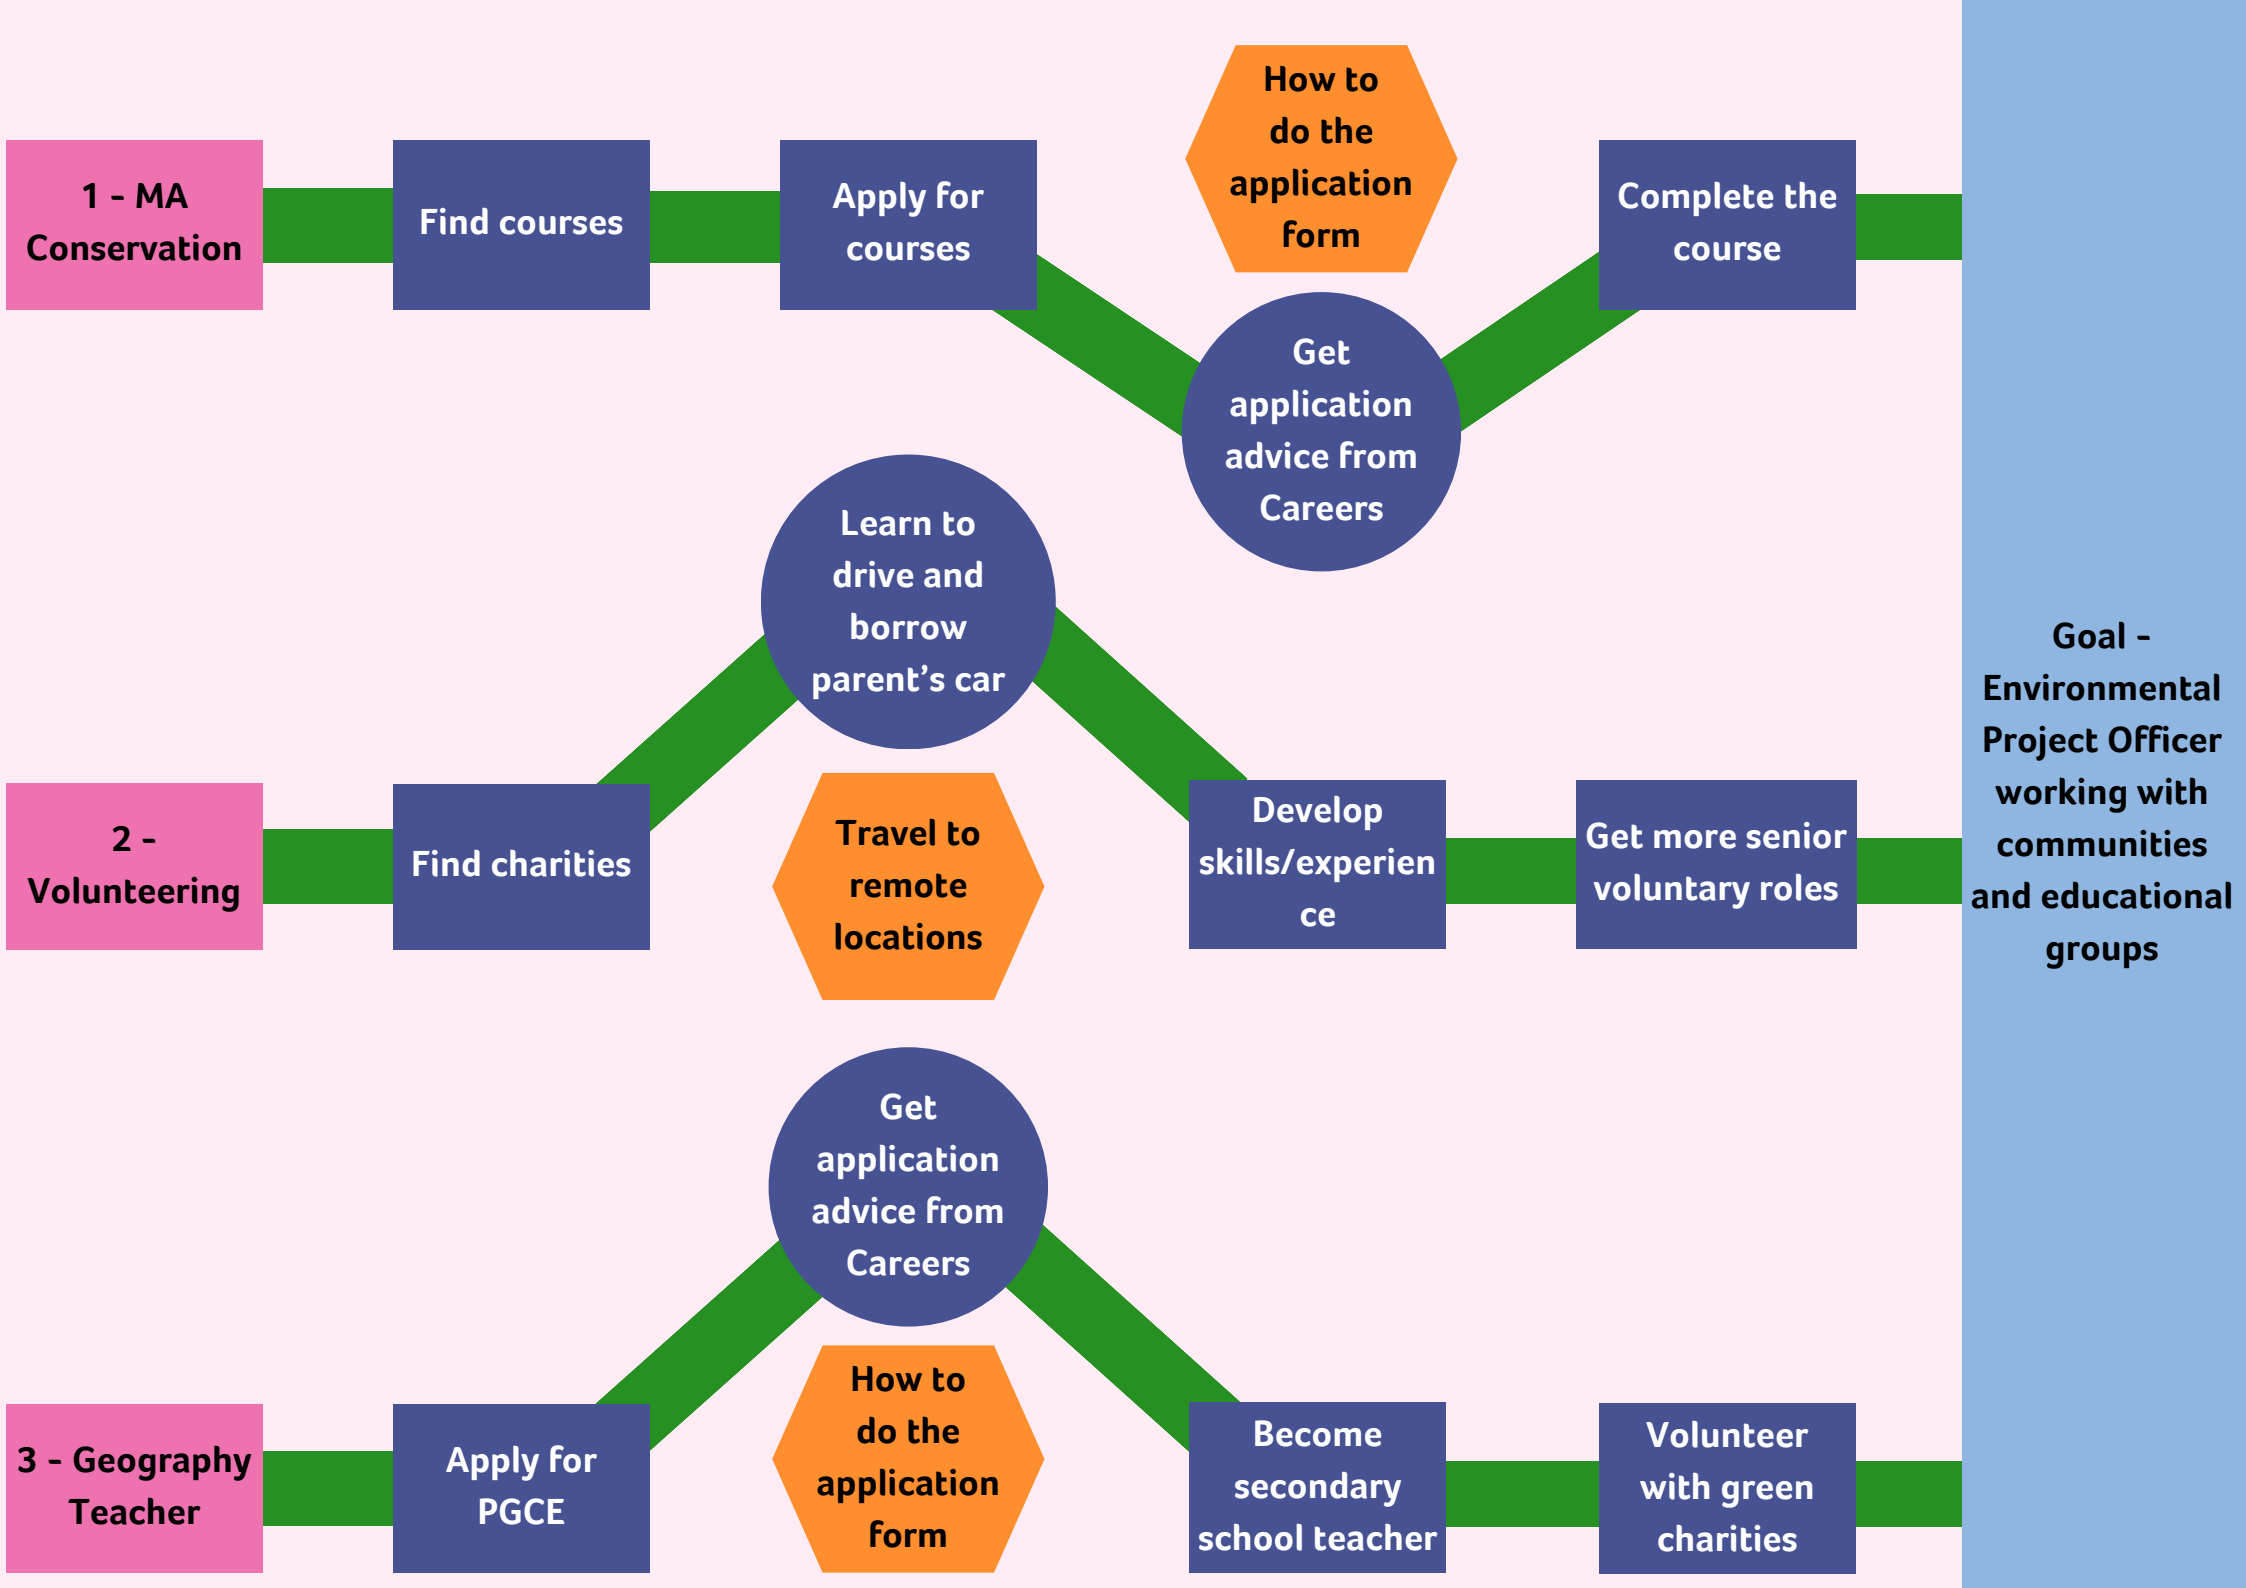 1 - MA
Conservation
Find courses
Apply for
courses
How to
do the
application
form
Get
application
advice from
Careers
Complete the
course
2 -
Volunteering
Find charities
Learn to
drive and
borrow
parent's car
Travel to
remote
locations
Develop
skills/experien
ce
Get more senior
voluntary roles
3 - Geography
Teacher
Apply for
PGCE
Get
application
advice from
Careers
How to
do the
application
form
Become
secondary
school teacher
Volunteer
with green
charities
Goal -
Environmental
Project Officer
working with
communities
and educational
groups